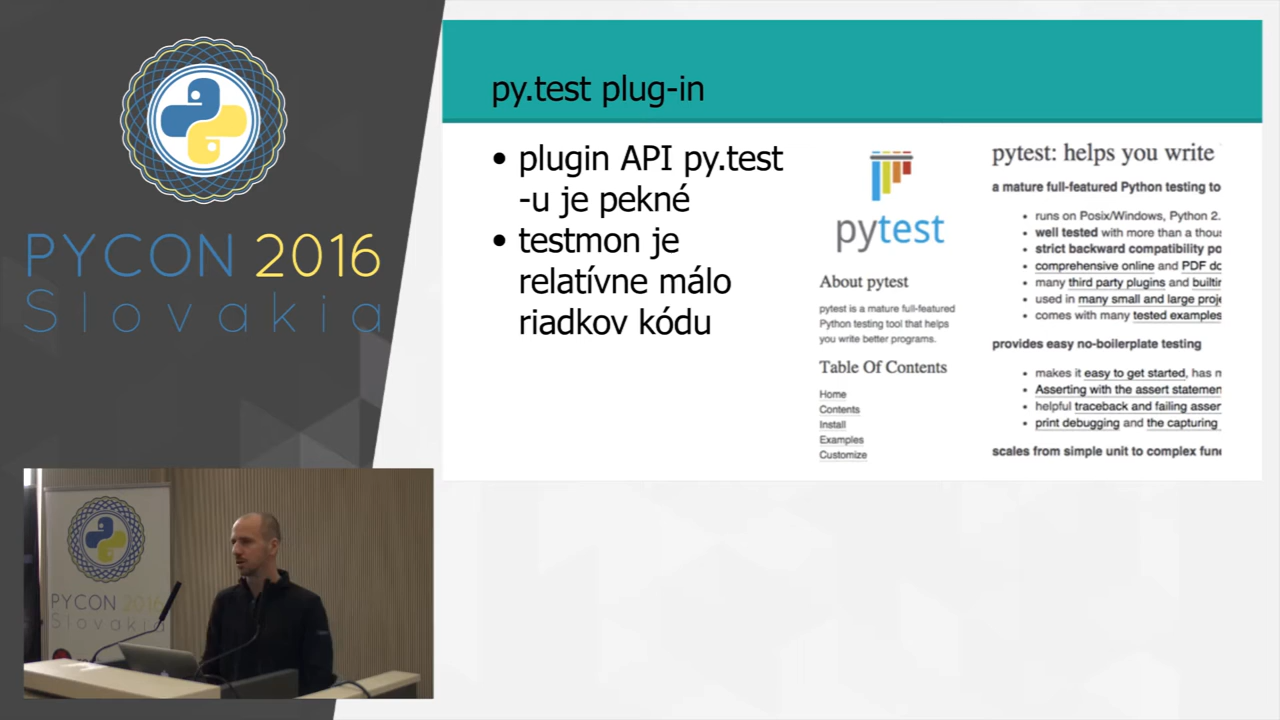 PYCON 2016
Slovakia
py.test plug-in
• plugin API py.test
-u je pekné
• testmon je
relatívne málo
riadkov kódu
pytest
About pytest
pytest is a mature full-featured
Python testing tool that helps
you write better programs.
Table Of Contents
Home
Contents
Install
Examples
Customize
pytest: helps you write
a mature full-featured Python testing to
• runs on Posix/Windows, Python 2.
• well tested with more than a thous
• strict backward compatibility po
• comprehensive online and PDF do
• many third party plugins and builtin
• used in many small and large proje
• comes with many tested examples
provides easy no-boilerplate testing
• makes it easy to get started, has m
• Asserting with the assert statemen
• helpful traceback and failing asser
• print debugging and the capturing
scales from simple unit to complex func
PYCON 2016
Slovakia